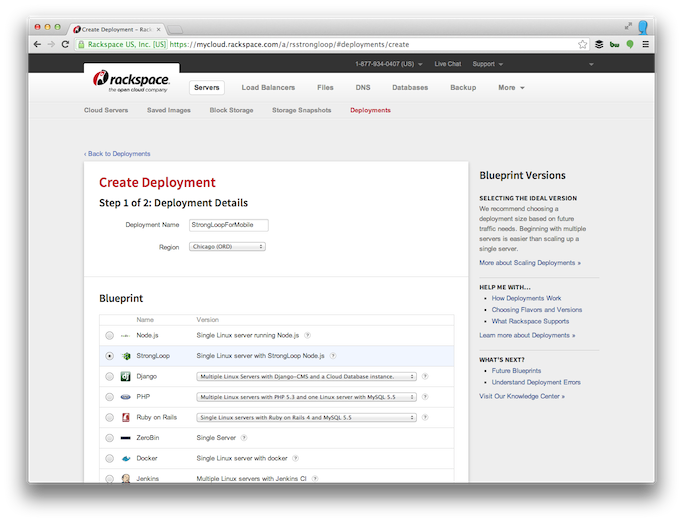 Create Deployment – Racksp
Rackspace US, Inc. [US] https://mycloud.rackspace.com/a/rsstrongloop/#deployments/create
bw
1-877-934-0407 (US) Live Chat Support
rackspace.
the open cloud company
Servers Load Balancers Files DNS Databases Backup More
Cloud Servers Saved Images Block Storage Storage Snapshots Deployments
‹ Back to Deployments
Create Deployment
Step 1 of 2: Deployment Details
Deployment Name StrongLoopForMobile
Region Chicago (ORD)
Blueprint
Name Version
Node.js Single Linux server running Node.js ?
StrongLoop Single Linux server with StrongLoop Node.js ?
Django Multiple Linux Servers with Django-CMS and a Cloud Database instance. ?
PHP Multiple Linux servers with PHP 5.3 and one Linux server with MySQL 5.5 ?
Ruby on Rails Single Linux servers with Ruby on Rails 4 and MySQL 5.5 ?
ZeroBin Single Server ?
Docker Single Linux server with docker ?
Jenkins Multiple Linux servers with Jenkins CI ?
Blueprint Versions
SELECTING THE IDEAL VERSION
We recommend choosing a
deployment size based on future
traffic needs. Beginning with multiple
servers is easier than scaling up a
single server.
More about Scaling Deployments »
HELP ME WITH...
How Deployments Work
Choosing Flavors and Versions
What Rackspace Supports
Learn more about Deployments »
WHAT'S NEXT?
Future Blueprints
Understand Deployment Errors
Visit Our Knowledge Center »